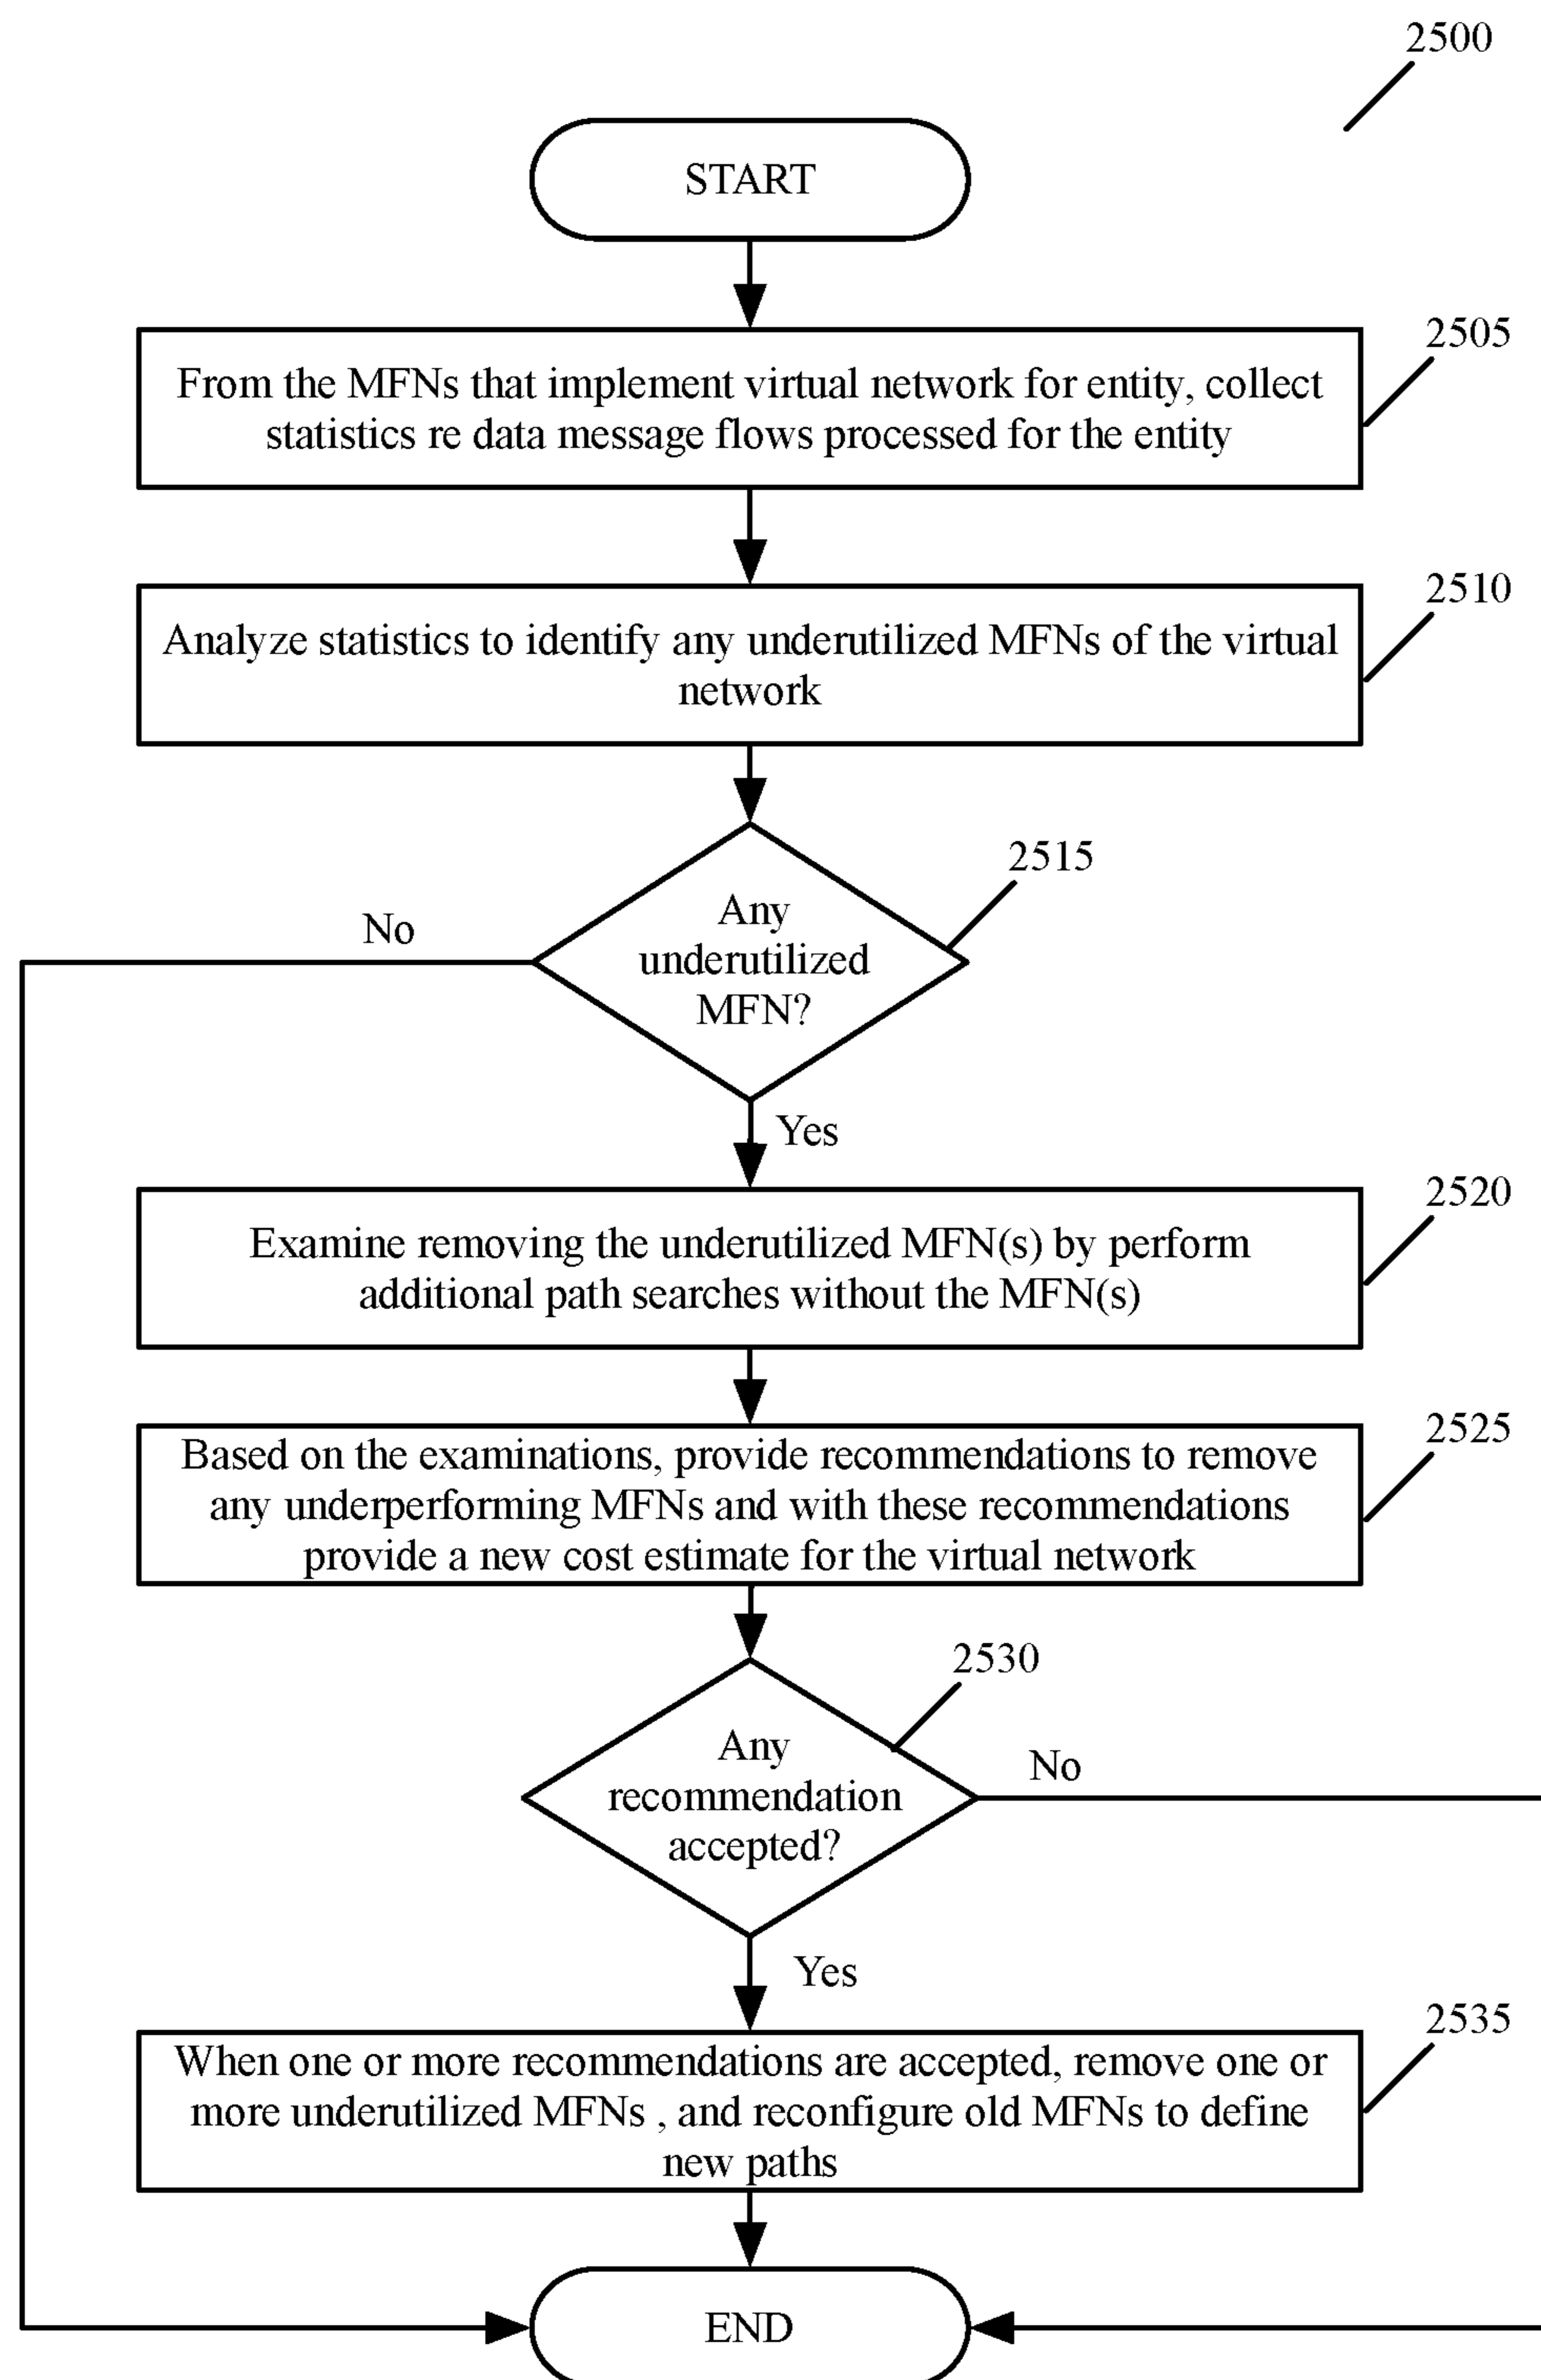 2500
START
2505
From the MFNs that implement virtual network for entity, collect
statistics re data message flows processed for the entity
2510
Analyze statistics to identify any underutilized MFNs of the virtual
network
2515
Any
underutilized
MFN?
No
Yes
2520
Examine removing the underutilized MFN(s) by perform
additional path searches without the MFN(s)
2525
Based on the examinations, provide recommendations to remove
any underperforming MFNs and with these recommendations
provide a new cost estimate for the virtual network
2530
Any
recommendation
accepted?
No
Yes
2535
When one or more recommendations are accepted, remove one or
more underutilized MFNs , and reconfigure old MFNs to define
new paths
END